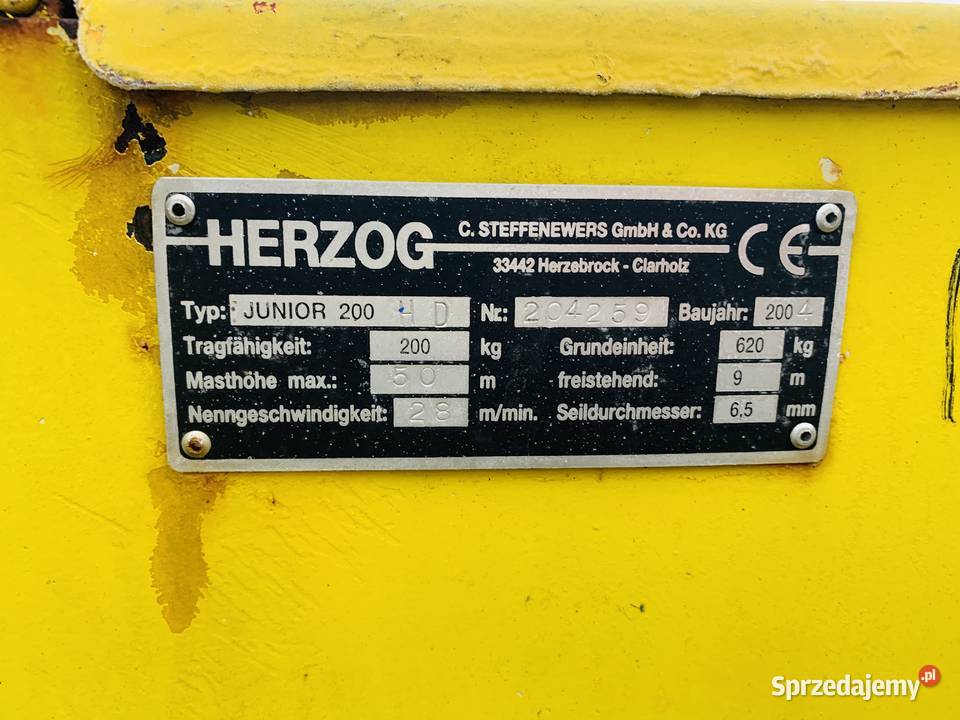 HERZOG C. STEFFENEWERS GmbH & Co. KG CE
33442 Herzebrock - Clarholz
Typ: JUNIOR 200 HD Nr.: 204259 Baujahr: 2004
Tragfähigkeit: 200 kg Grundeinheit: 620 kg
Masthöhe max.: 50 m freistehend: 9 m
Nenngeschwindigkeit: 28 m/min. Seildurchmesser: 6,5 mm
Sprzedajemy.pl